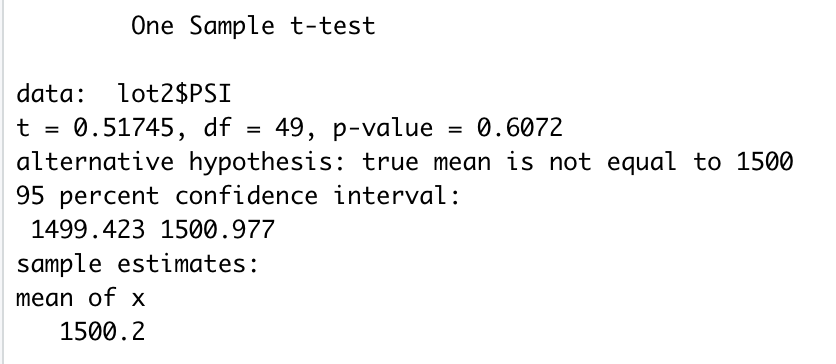 One Sample t-test
data:  lot2$PSI
t = 0.51745, df = 49, p-value = 0.6072
alternative hypothesis: true mean is not equal to 1500
95 percent confidence interval:
 1499.423 1500.977
sample estimates:
mean of x
   1500.2